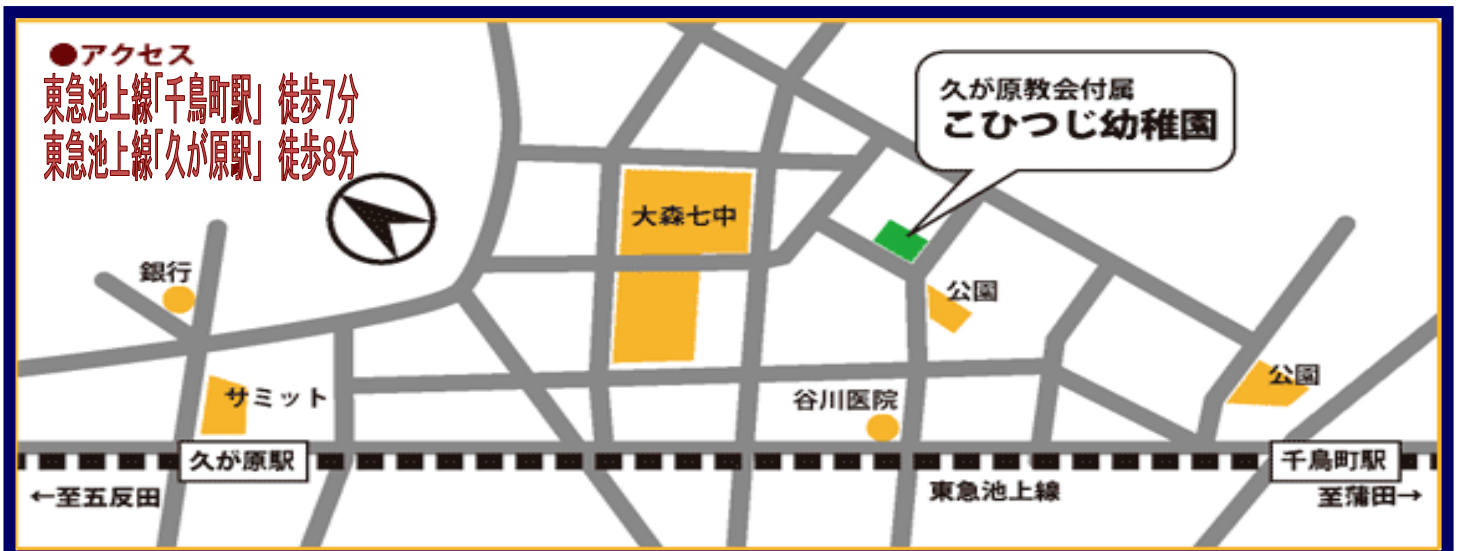 ●アクセス
東急池上線「千鳥町駅」 徒歩7分
東急池上線「久が原駅」 徒歩8分
久が原教会付属
こひつじ幼稚園
大森七中
銀行
公園
公園
サミット
谷川医院
久が原駅
千鳥町駅
←至五反田
東急池上線
至蒲田→